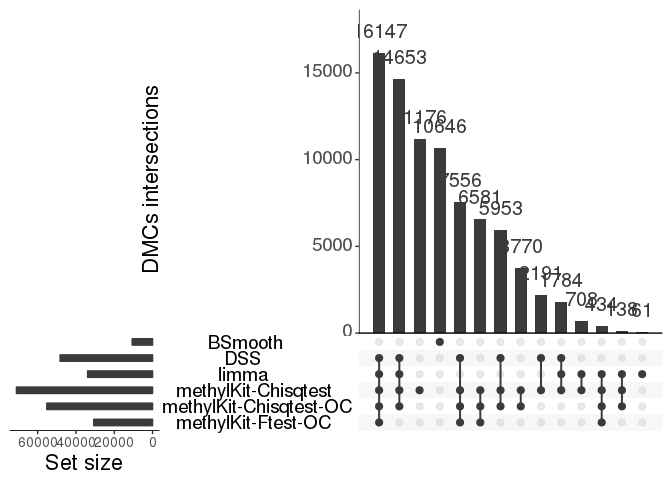 16147
14653
15000
11176
10646
10000
7556
6581
5953
5000
3770
2191
1784
708
434
138
61
0
DMCs intersections
BSmooth
DSS
limma
methylKit-Chisqtest
methylKit-Chisqtest-OC
methylKit-Ftest-OC
60000 40000 20000 0
Set size